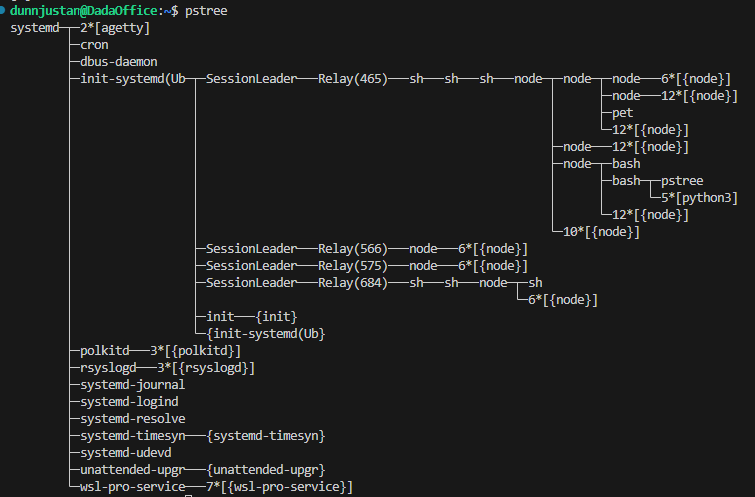 dunnjustan@DadaOffice:~$ pstree
systemd─┬─2*[agetty]
        ├─cron
        ├─dbus-daemon
        ├─init-systemd(Ub─┬─SessionLeader───Relay(465)───sh───sh───sh───node─┬─node─┬─node───6*[{node}]
        │                 │                                                  │      ├─node───12*[{node}]
        │                 │                                                  │      ├─pet
        │                 │                                                  │      └─12*[{node}]
        │                 │                                                  ├─node───12*[{node}]
        │                 │                                                  ├─node─┬─bash
        │                 │                                                  │      ├─bash─┬─pstree
        │                 │                                                  │      │      └─5*[python3]
        │                 │                                                  │      └─12*[{node}]
        │                 │                                                  └─10*[{node}]
        │                 ├─SessionLeader───Relay(566)───node───6*[{node}]
        │                 ├─SessionLeader───Relay(575)───node───6*[{node}]
        │                 ├─SessionLeader───Relay(684)───sh───sh───node─┬─sh
        │                 │                                             └─6*[{node}]
        │                 ├─init───{init}
        │                 └─{init-systemd(Ub}
        ├─polkitd───3*[{polkitd}]
        ├─rsyslogd───3*[{rsyslogd}]
        ├─systemd-journal
        ├─systemd-logind
        ├─systemd-resolve
        ├─systemd-timesyn───{systemd-timesyn}
        ├─systemd-udevd
        ├─unattended-upgr───{unattended-upgr}
        └─wsl-pro-service───7*[{wsl-pro-service}]